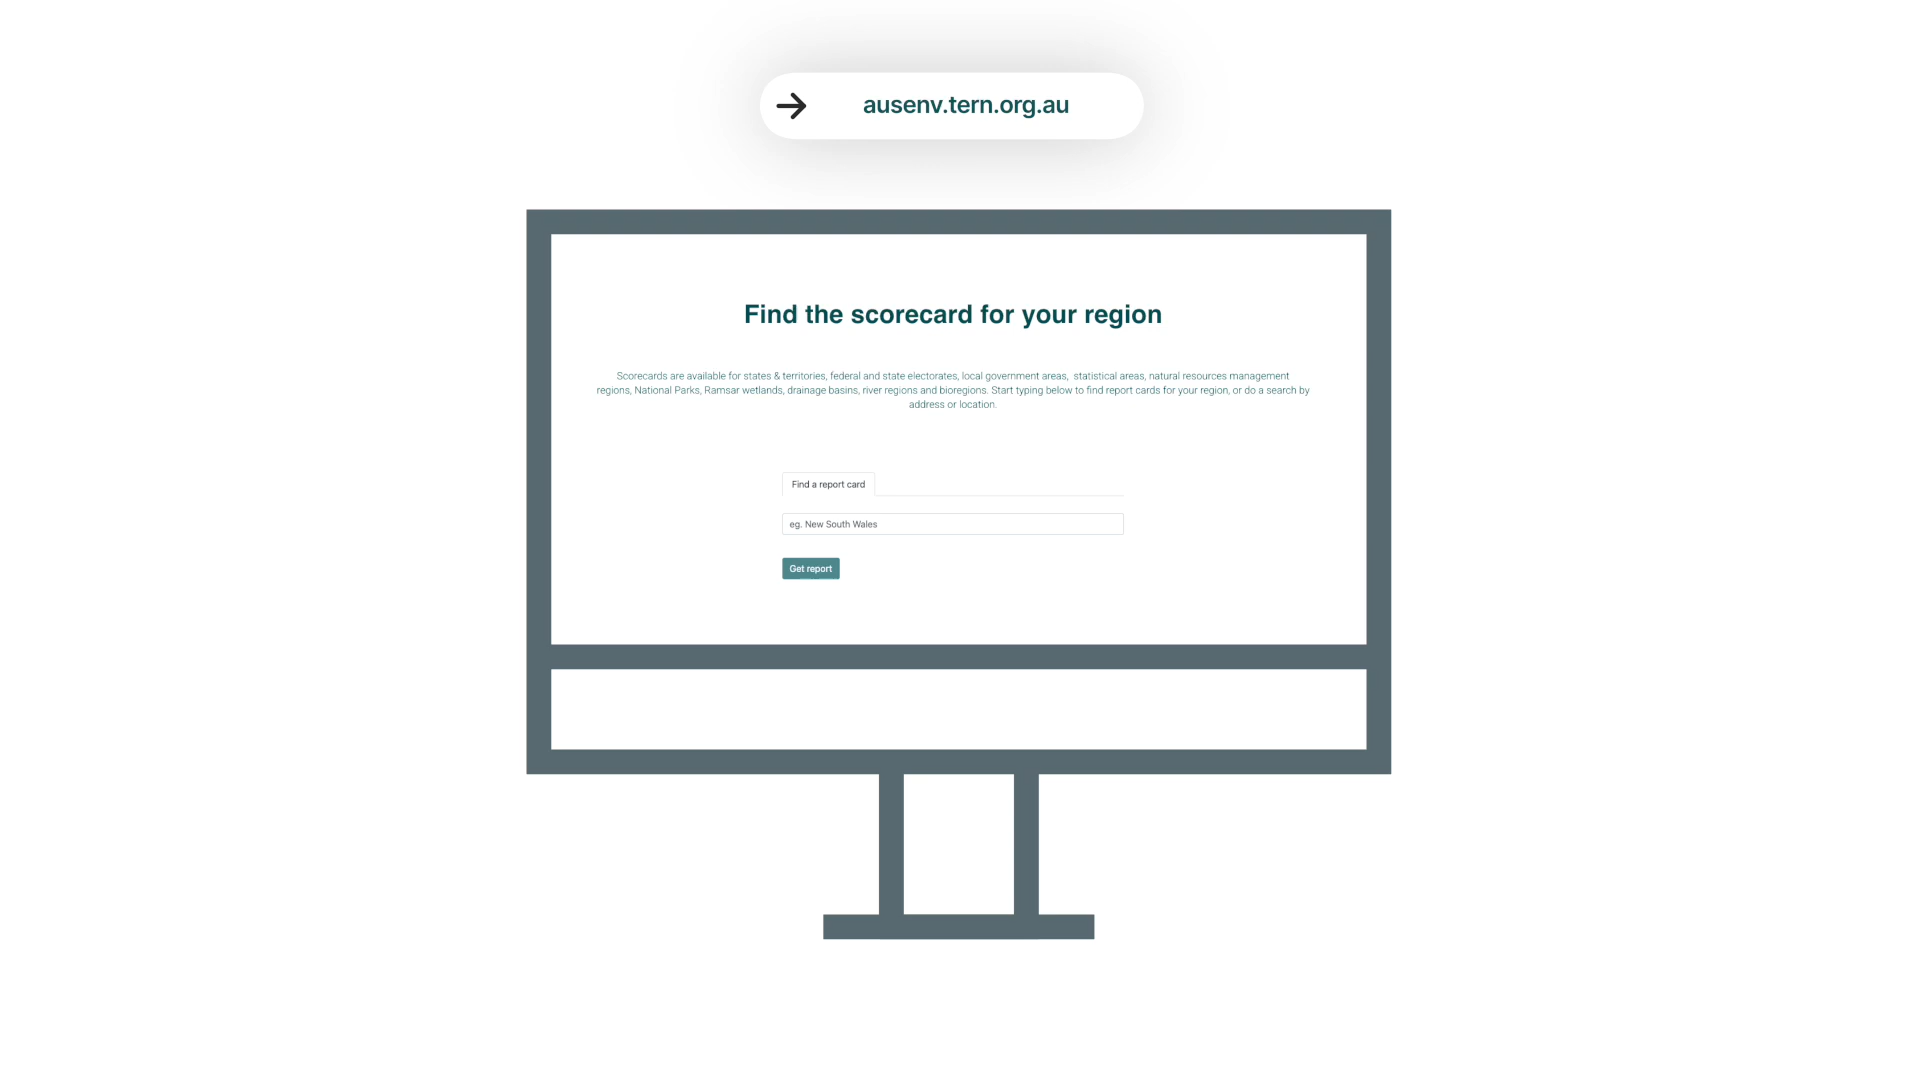 ausenv.tern.org.au
Find the scorecard for your region
Scorecards are available for states & territories, federal and state electorates, local government areas,  statistical areas, natural resources management
regions, National Parks, Ramsar wetlands, drainage basins, river regions and bioregions. Start typing below to find report cards for your region, or do a search by
address or location.
Find a report card
eg. New South Wales
Get report